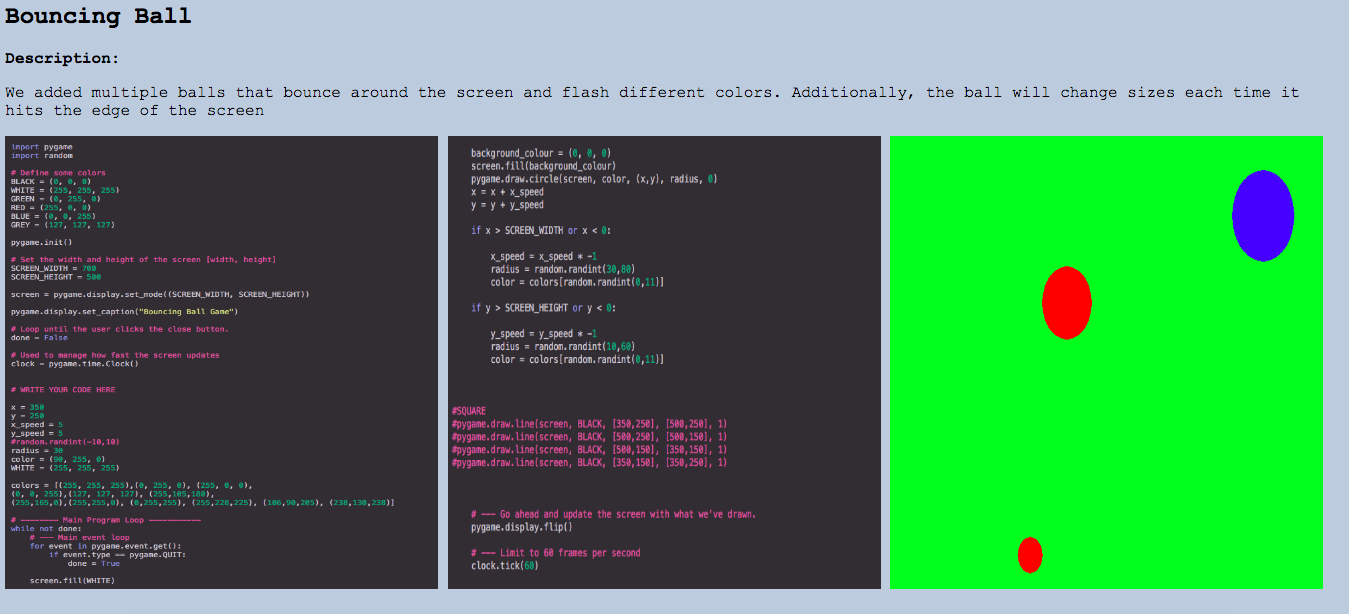 Bouncing Ball
Description:
We added multiple balls that bounce around the screen and flash different colors. Additionally, the ball will change sizes each time it
hits the edge of the screen
import pygame
import random
# Define some colors
BLACK = (0, 0, 0)
WHITE = (255, 255, 255)
GREEN = (0, 255, 0)
RED = (255, 0, 0)
BLUE = (0, 0, 255)
GREY = (127, 127, 127)
pygame.init()
# Set the width and height of the screen [width, height]
SCREEN_WIDTH = 700
SCREEN_HEIGHT = 500
screen = pygame.display.set_mode((SCREEN_WIDTH, SCREEN_HEIGHT))
pygame.display.set_caption("Bouncing Ball Game")
# Loop until the user clicks the close button.
done = False
# Used to manage how fast the screen updates
clock = pygame.time.Clock()
# WRITE YOUR CODE HERE
x = 350
y = 250
x_speed = 5
y_speed = 5
#random.randint(-10,10)
radius = 30
color = (90, 255, 0)
WHITE = (255, 255, 255)
colors = [(255, 255, 255),(0, 255, 0), (255, 0, 0),
(0, 0, 255),(127, 127, 127), (255,105,180),
(255,165,0),(255,255,0), (0,255,255), (255,228,225), (106,90,205), (238,130,238)]
# -------- Main Program Loop -----------
while not done:
# --- Main event loop
for event in pygame.event.get():
if event.type == pygame.QUIT:
done = True
screen.fill(WHITE)
background_colour = (0, 0, 0)
screen.fill(background_colour)
pygame.draw.circle(screen, color, (x,y), radius, 0)
x = x + x_speed
y = y + y_speed
if x > SCREEN_WIDTH or x < 0:
x_speed = x_speed * -1
radius = random.randint(30,80)
color = colors[random.randint(0,11)]
if y > SCREEN_HEIGHT or y < 0:
y_speed = y_speed * -1
radius = random.randint(10,60)
color = colors[random.randint(0,11)]
#SQUARE
#pygame.draw.line(screen, BLACK, [350,250], [500,250], 1)
#pygame.draw.line(screen, BLACK, [500,250], [500,150], 1)
#pygame.draw.line(screen, BLACK, [500,150], [350,150], 1)
#pygame.draw.line(screen, BLACK, [350,150], [350,250], 1)
# --- Go ahead and update the screen with what we've drawn.
pygame.display.flip()
# --- Limit to 60 frames per second
clock.tick(60)